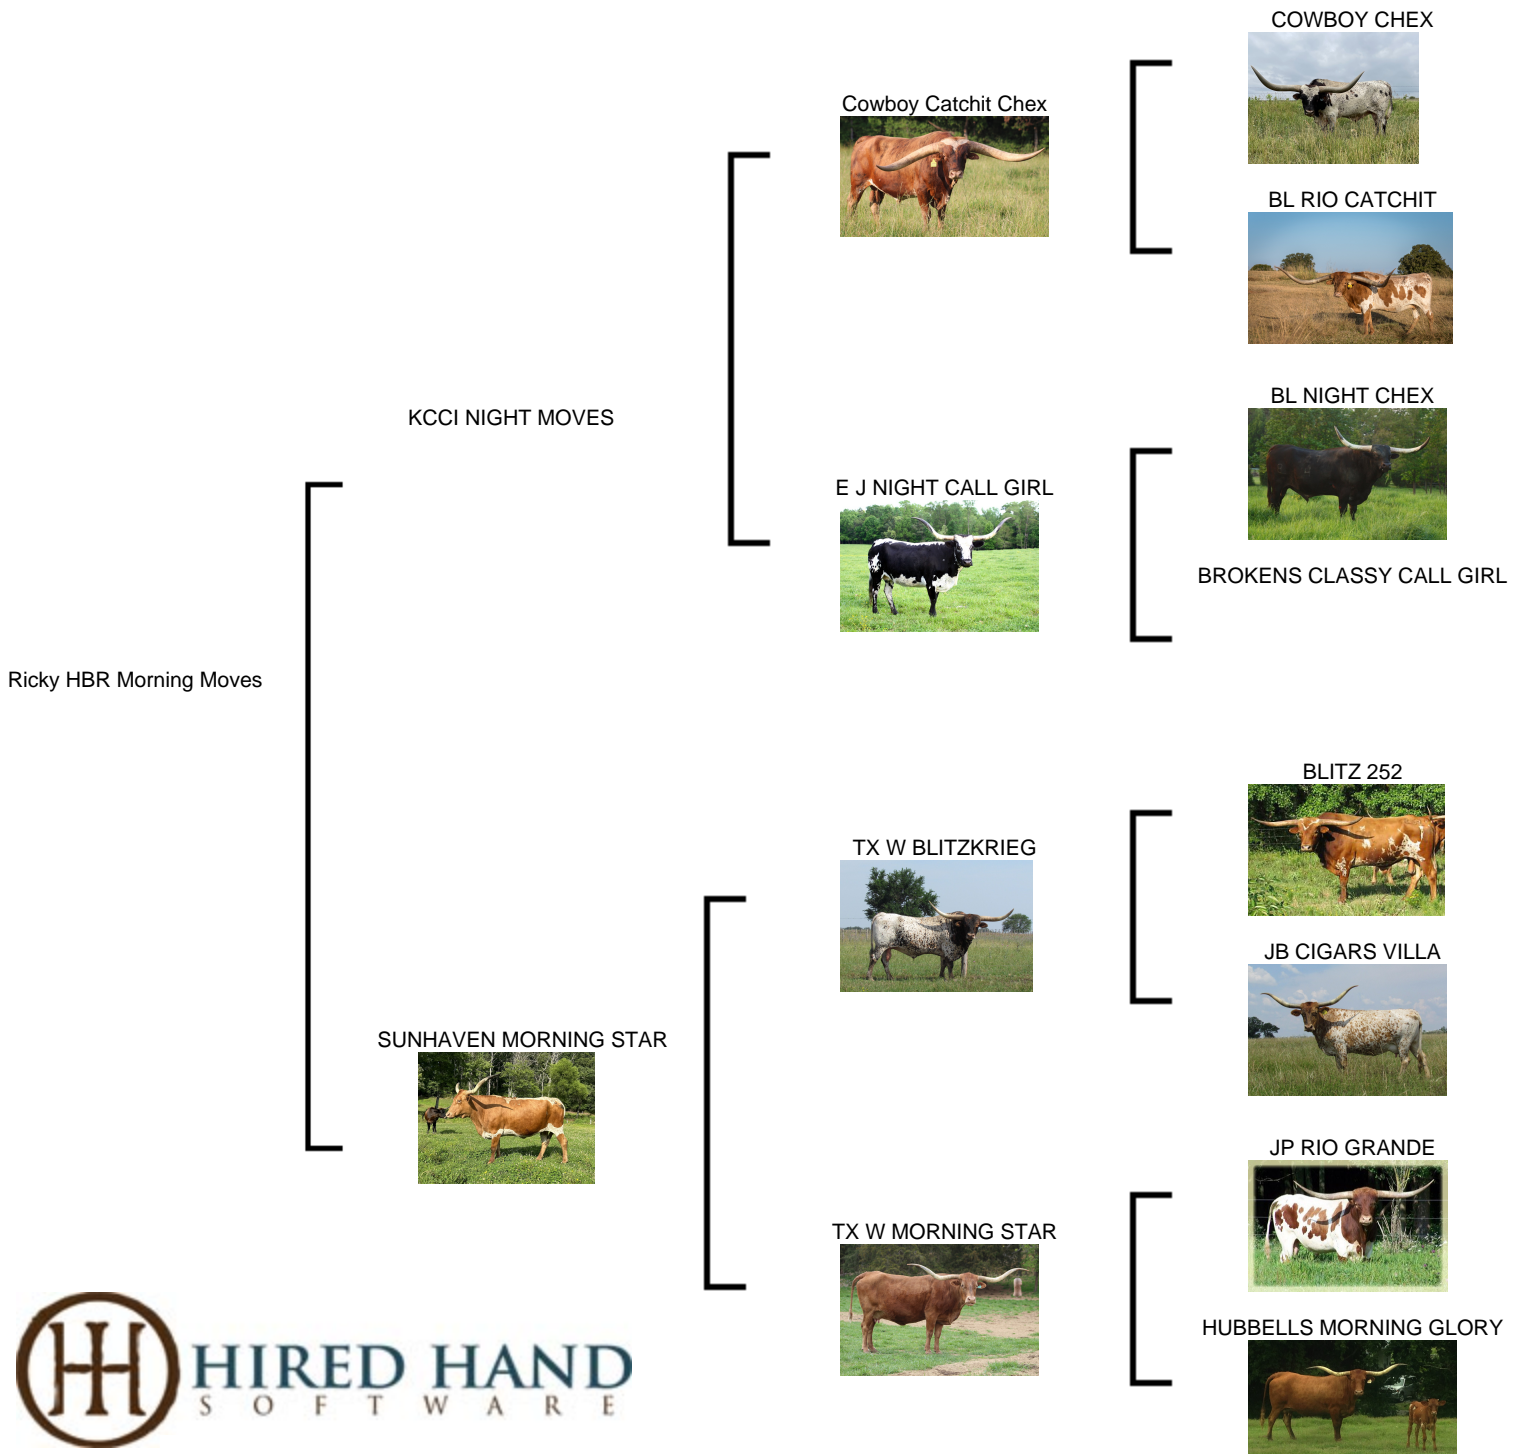 COWBOY CHEX
Cowboy Catchit Chex
BL RIO CATCHIT
BL NIGHT CHEX
KCCI NIGHT MOVES
E J NIGHT CALL GIRL
BROKENS CLASSY CALL GIRL
Ricky HBR Morning Moves
BLITZ 252
TX W BLITZKRIEG
JB CIGARS VILLA
SUNHAVEN MORNING STAR
JP RIO GRANDE
TX W MORNING STAR
HUBBELLS MORNING GLORY
HIRED HAND
SOFTWARE